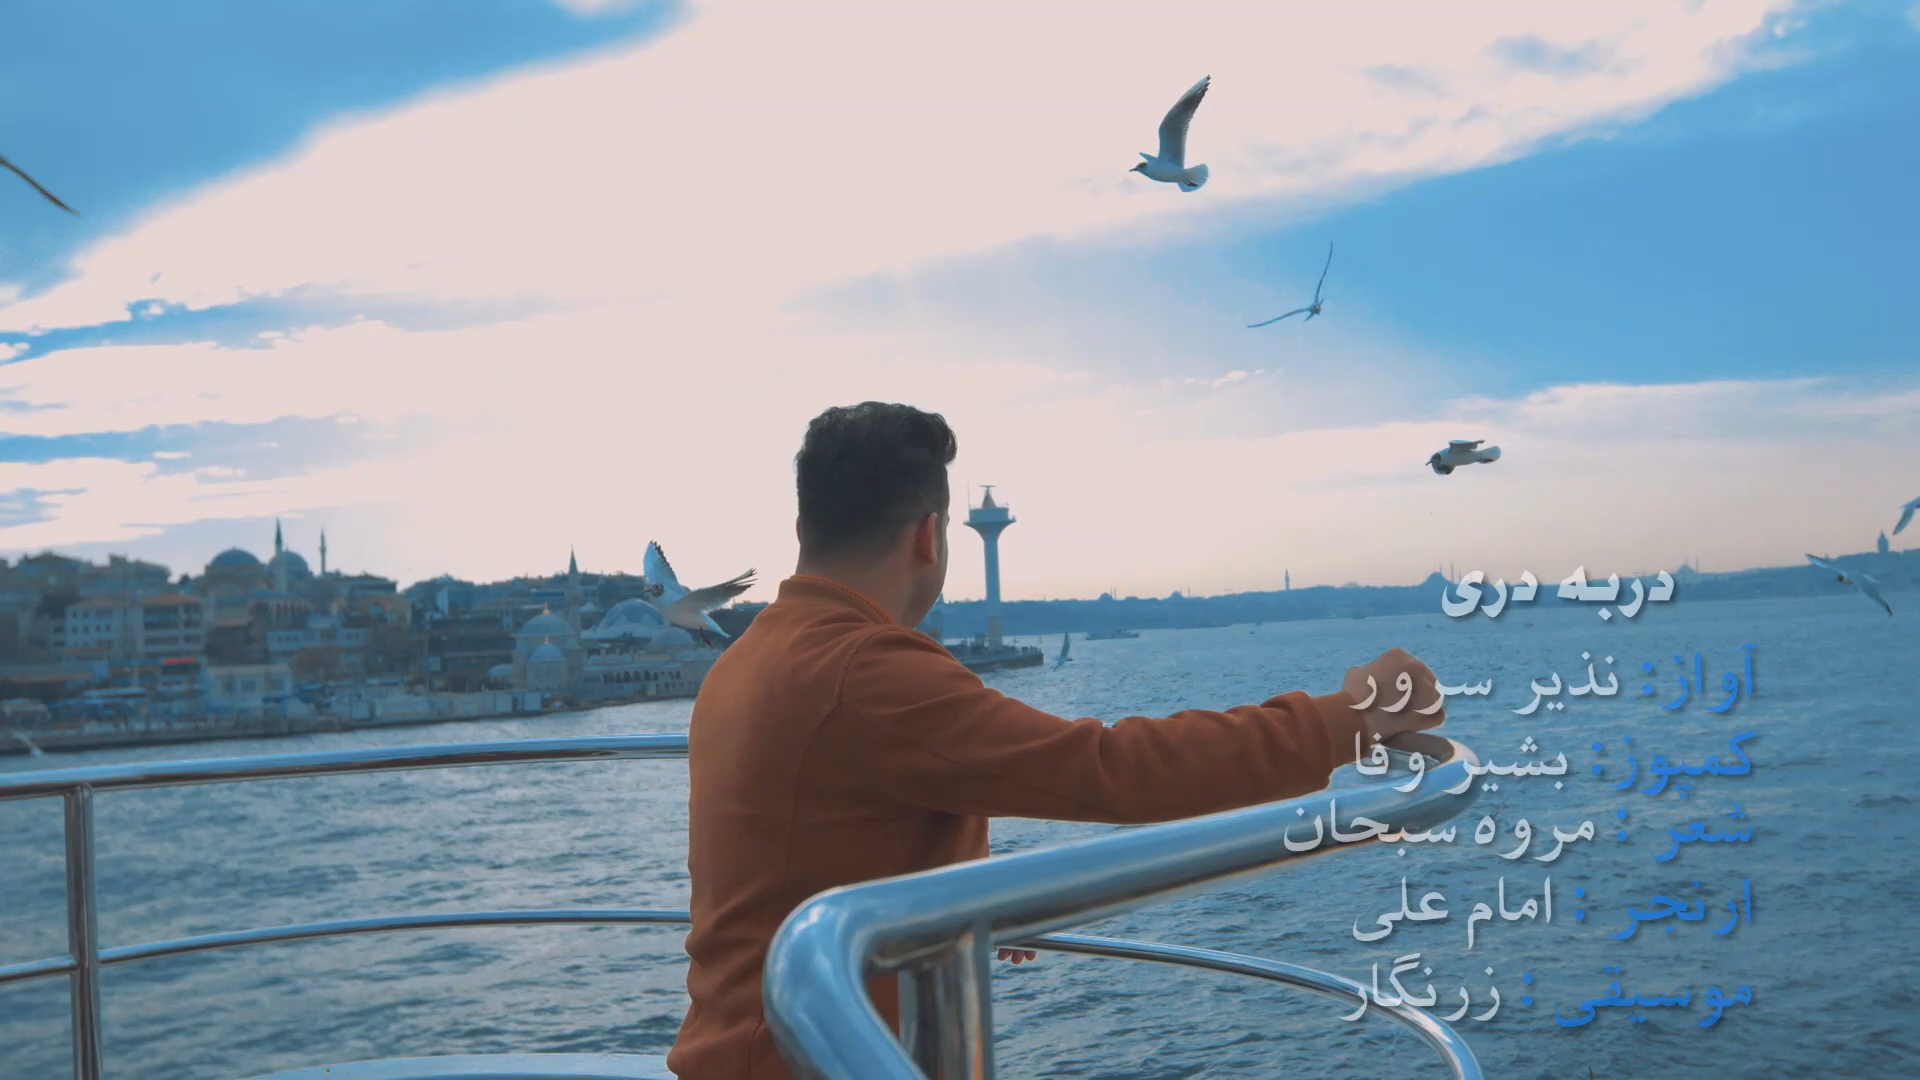 دربه دری
آواز: نذیر سرور
کمپوز: بشیر وفا
شعر : مروه سبحان
ارنجر : امام علی
موسیقی : زرنگار